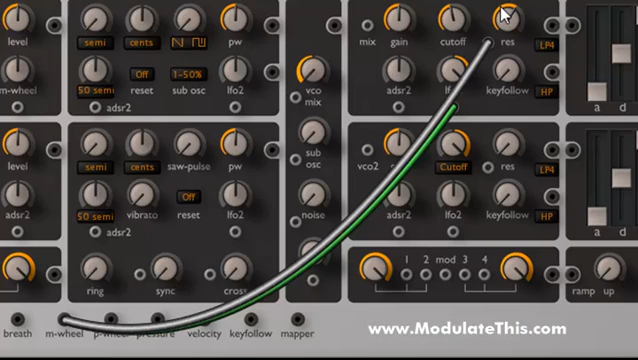 level semi cents pw mix gain cutoff res LP4
m-wheel 50 semi Off reset 1-50% sub osc lfo2 vco mix adsr2 keyfollow HP a d
adsr2
level semi cents saw-pulse pw sub osc vco2 Cutoff res LP4
adsr2 50 semi vibrato Off reset lfo2 noise adsr2 lfo2 keyfollow HP a d
adsr2
ring sync cross 1 2 mod 3 4 ramp up
breath m-wheel p-wheel pressure velocity keyfollow mapper
www.ModulateThis.com